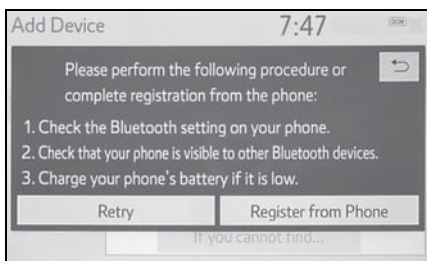 Add Device
7:47
DCM
Please perform the following procedure or
complete registration from the phone:
1. Check the Bluetooth setting on your phone.
2. Check that your phone is visible to other Bluetooth devices.
3. Charge your phone's battery if it is low.
Retry
Register from Phone
If you cannot find...